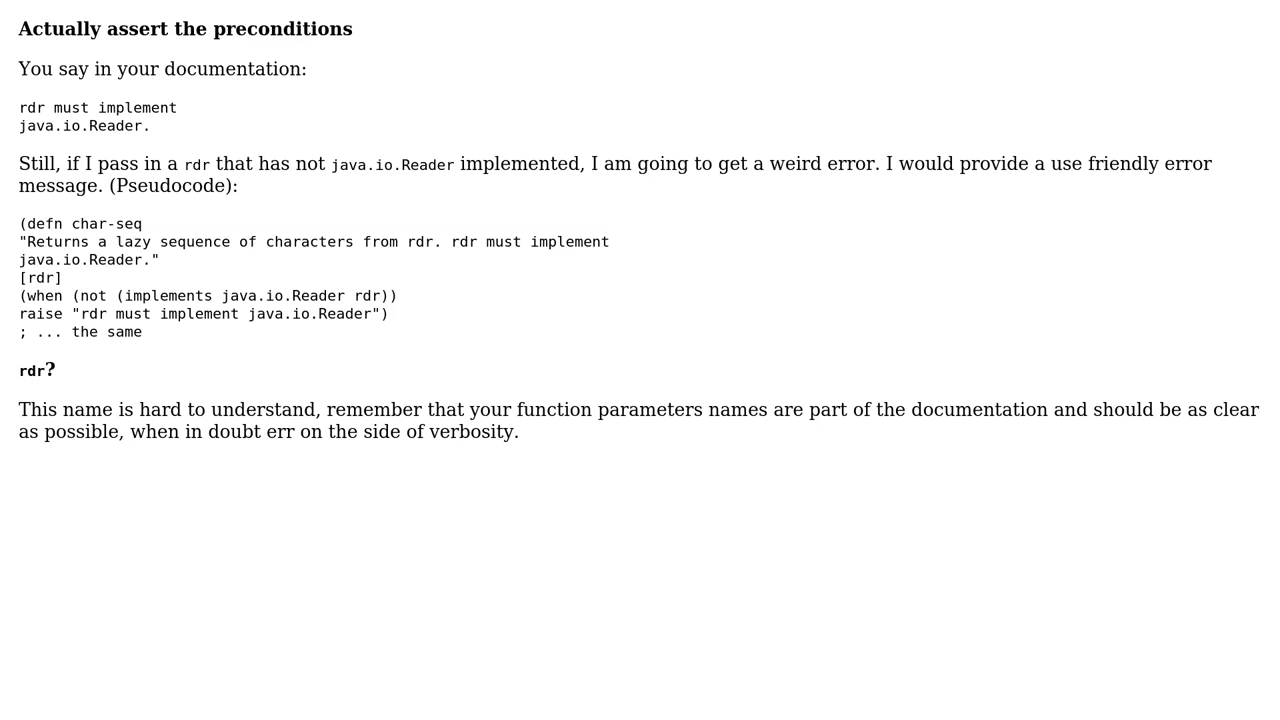 Actually assert the preconditions
You say in your documentation:
rdr must implement
java.io.Reader.
Still, if I pass in a rdr that has not java.io.Reader implemented, I am going to get a weird error. I would provide a use friendly error
message. (Pseudocode):
(defn char-seq
"Returns a lazy sequence of characters from rdr. rdr must implement
java.io.Reader."
[rdr]
(when (not (implements java.io.Reader rdr))
raise "rdr must implement java.io.Reader")
; ... the same
rdr?
This name is hard to understand, remember that your function parameters names are part of the documentation and should be as clear
as possible, when in doubt err on the side of verbosity.